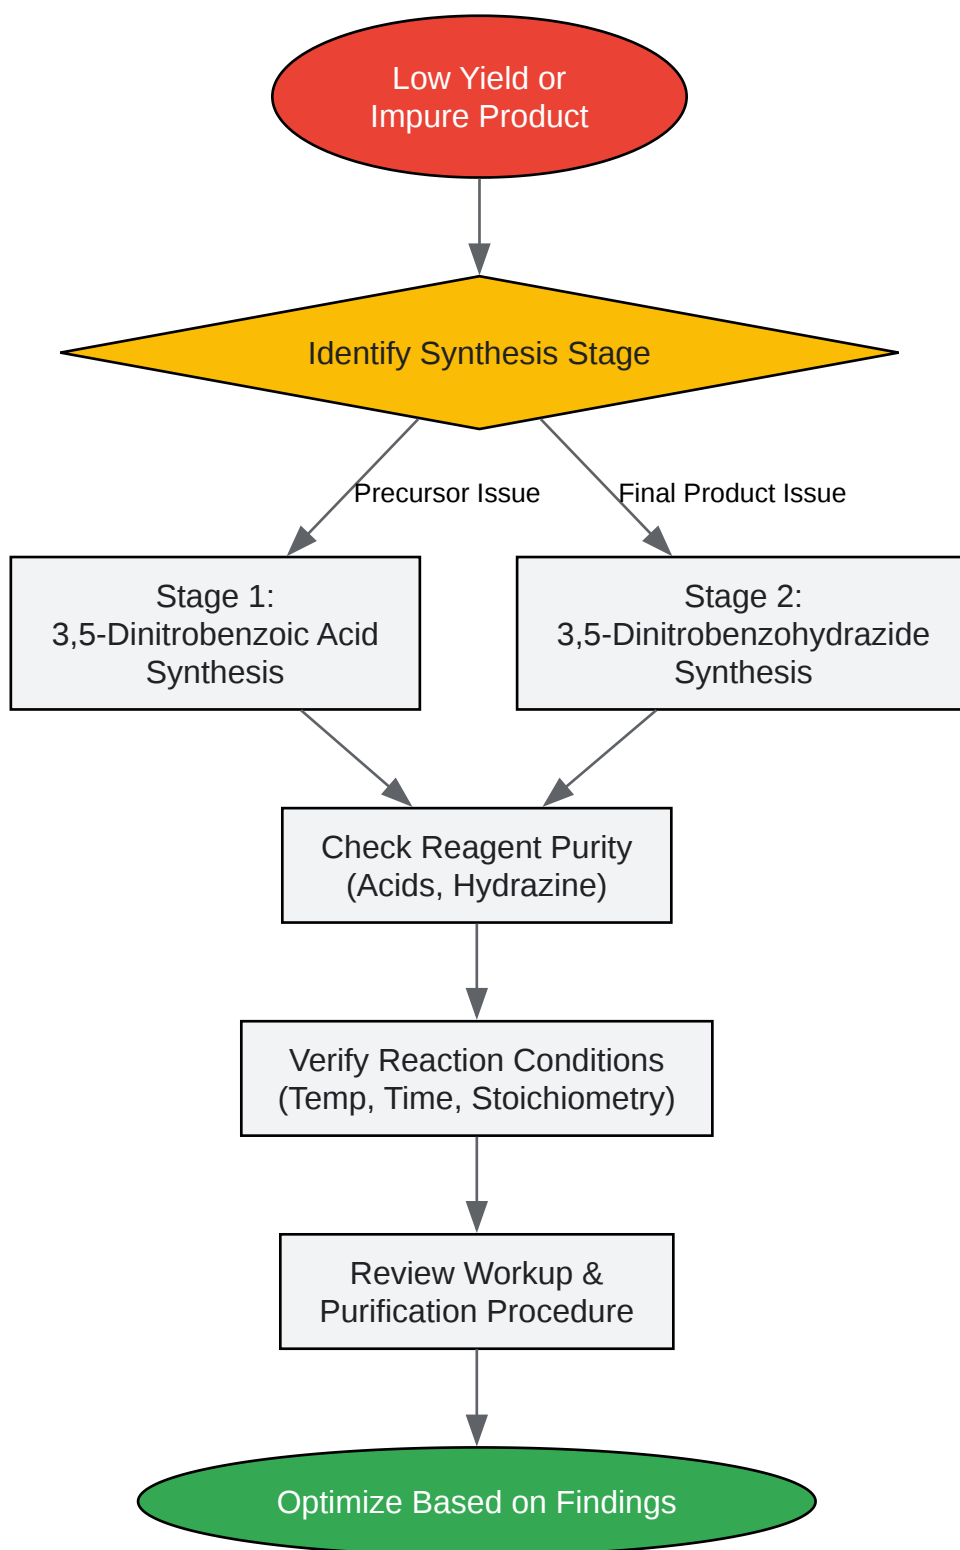 Low Yield or
Impure Product
Identify Synthesis Stage
Precursor Issue
Final Product Issue
Stage 1:
3,5-Dinitrobenzoic Acid
Synthesis
Stage 2:
3,5-Dinitrobenzohydrazide
Synthesis
Check Reagent Purity
(Acids, Hydrazine)
Verify Reaction Conditions
(Temp, Time, Stoichiometry)
Review Workup &
Purification Procedure
Optimize Based on Findings